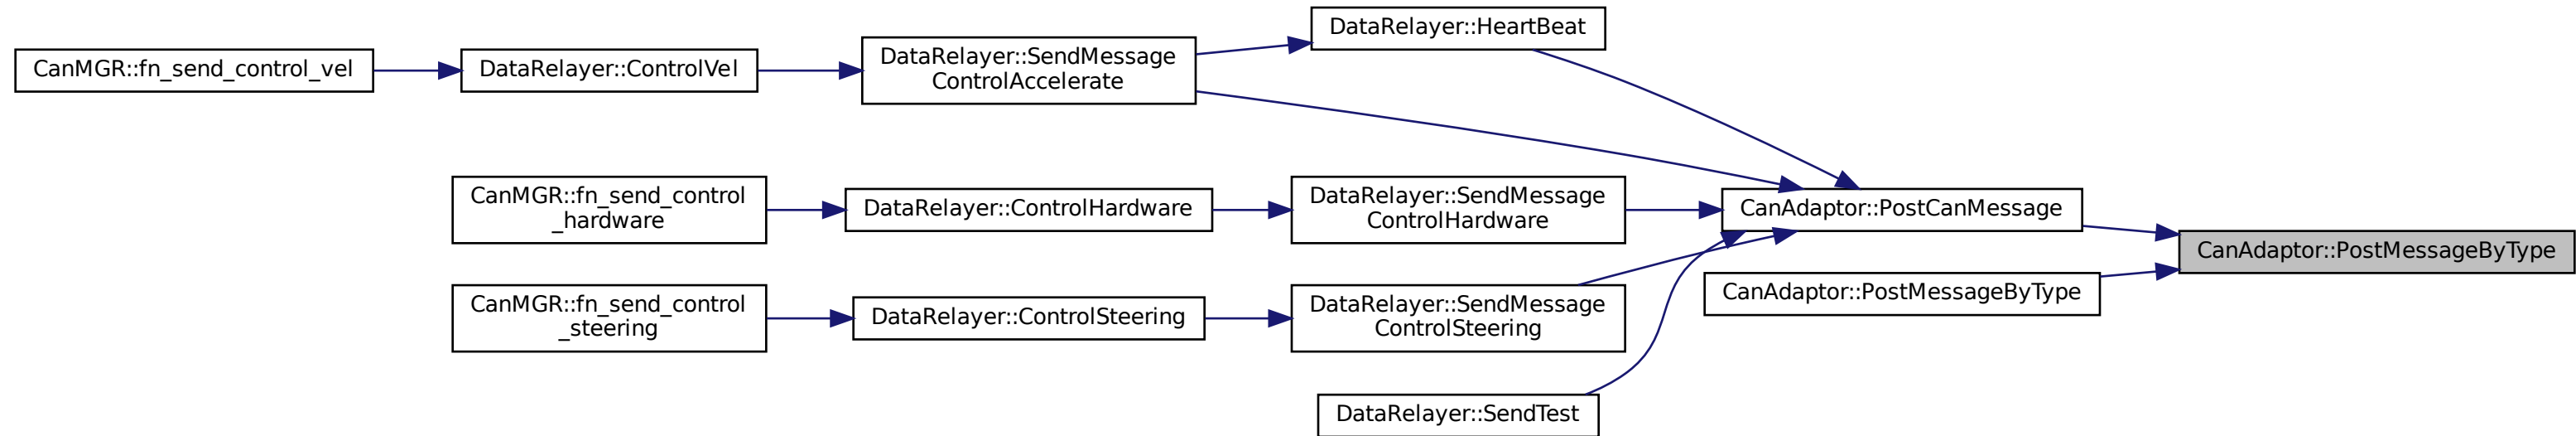 DataRelayer::HeartBeat
CanMGR::fn_send_control_vel
DataRelayer::ControlVel
DataRelayer::SendMessage
ControlAccelerate
CanMGR::fn_send_control
_hardware
DataRelayer::ControlHardware
DataRelayer::SendMessage
ControlHardware
CanAdaptor::PostCanMessage
CanAdaptor::PostMessageByType
CanAdaptor::PostMessageByType
CanMGR::fn_send_control
_steering
DataRelayer::ControlSteering
DataRelayer::SendMessage
ControlSteering
DataRelayer::SendTest